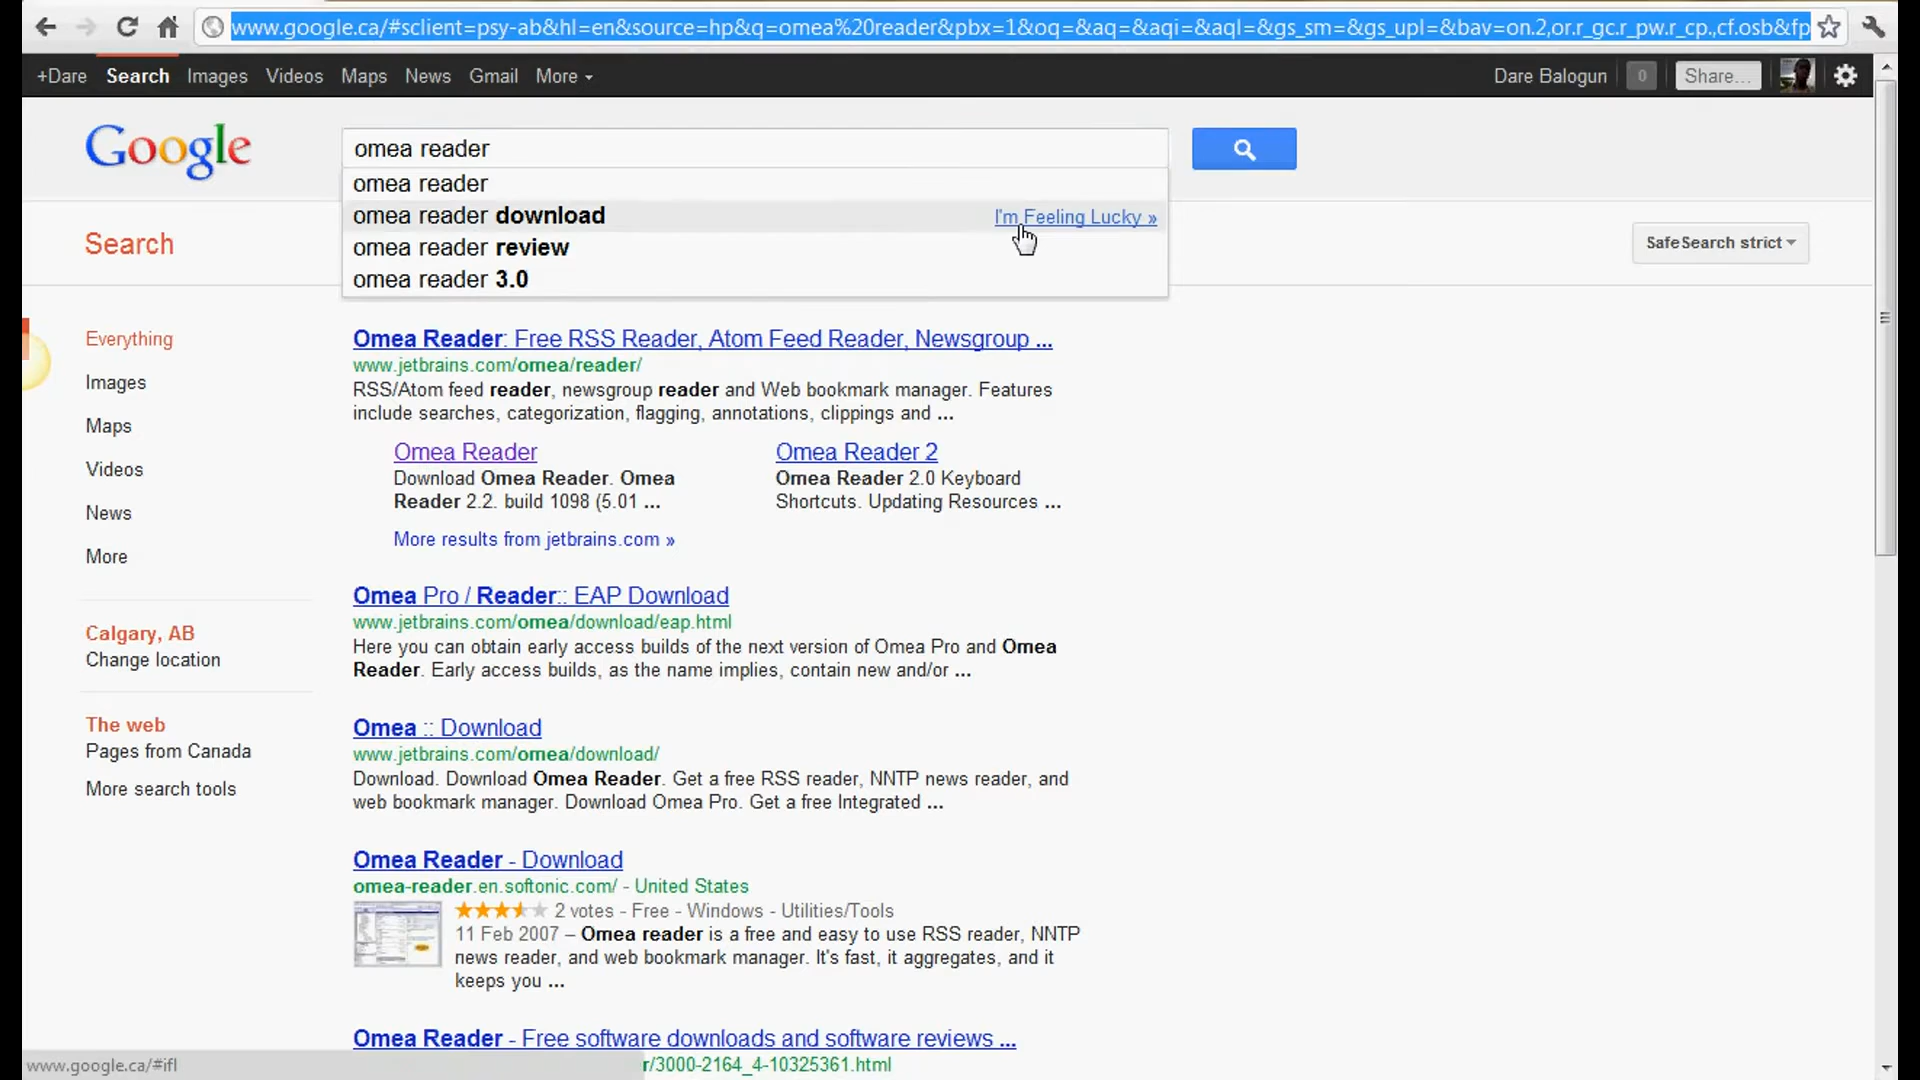 www.google.ca/#sclient=psy-ab&hl=en&source=hp&q=omea%20reader&pbx=1&oq=&aq=&aqi=&aql=&gs_sm=&gs_upl=&bav=on.2,or.r_gc.r_pw.r_cp.,cf.osb&fp
+Dare Search Images Videos Maps News Gmail More Dare Balogun 0 Share...
Google
omea reader
omea reader
omea reader download I'm Feeling Lucky »
omea reader review
omea reader 3.0
Search
SafeSearch strict
Everything
Images
Maps
Videos
News
More
Calgary, AB
Change location
The web
Pages from Canada
More search tools
Omea Reader: Free RSS Reader, Atom Feed Reader, Newsgroup ...
www.jetbrains.com/omea/reader/
RSS/Atom feed reader, newsgroup reader and Web bookmark manager. Features
include searches, categorization, flagging, annotations, clippings and ...
Omea Reader
Download Omea Reader. Omea
Reader 2.2. build 1098 (5.01 ...
Omea Reader 2
Omea Reader 2.0 Keyboard
Shortcuts. Updating Resources ...
More results from jetbrains.com »
Omea Pro / Reader:: EAP Download
www.jetbrains.com/omea/download/eap.html
Here you can obtain early access builds of the next version of Omea Pro and Omea
Reader. Early access builds, as the name implies, contain new and/or ...
Omea :: Download
www.jetbrains.com/omea/download/
Download. Download Omea Reader. Get a free RSS reader, NNTP news reader, and
web bookmark manager. Download Omea Pro. Get a free Integrated ...
Omea Reader - Download
omea-reader.en.softonic.com/ - United States
2 votes - Free - Windows - Utilities/Tools
11 Feb 2007 – Omea reader is a free and easy to use RSS reader, NNTP
news reader, and web bookmark manager. It's fast, it aggregates, and it
keeps you ...
Omea Reader - Free software downloads and software reviews ...
r/3000-2164_4-10325361.html
www.google.ca/#ifl